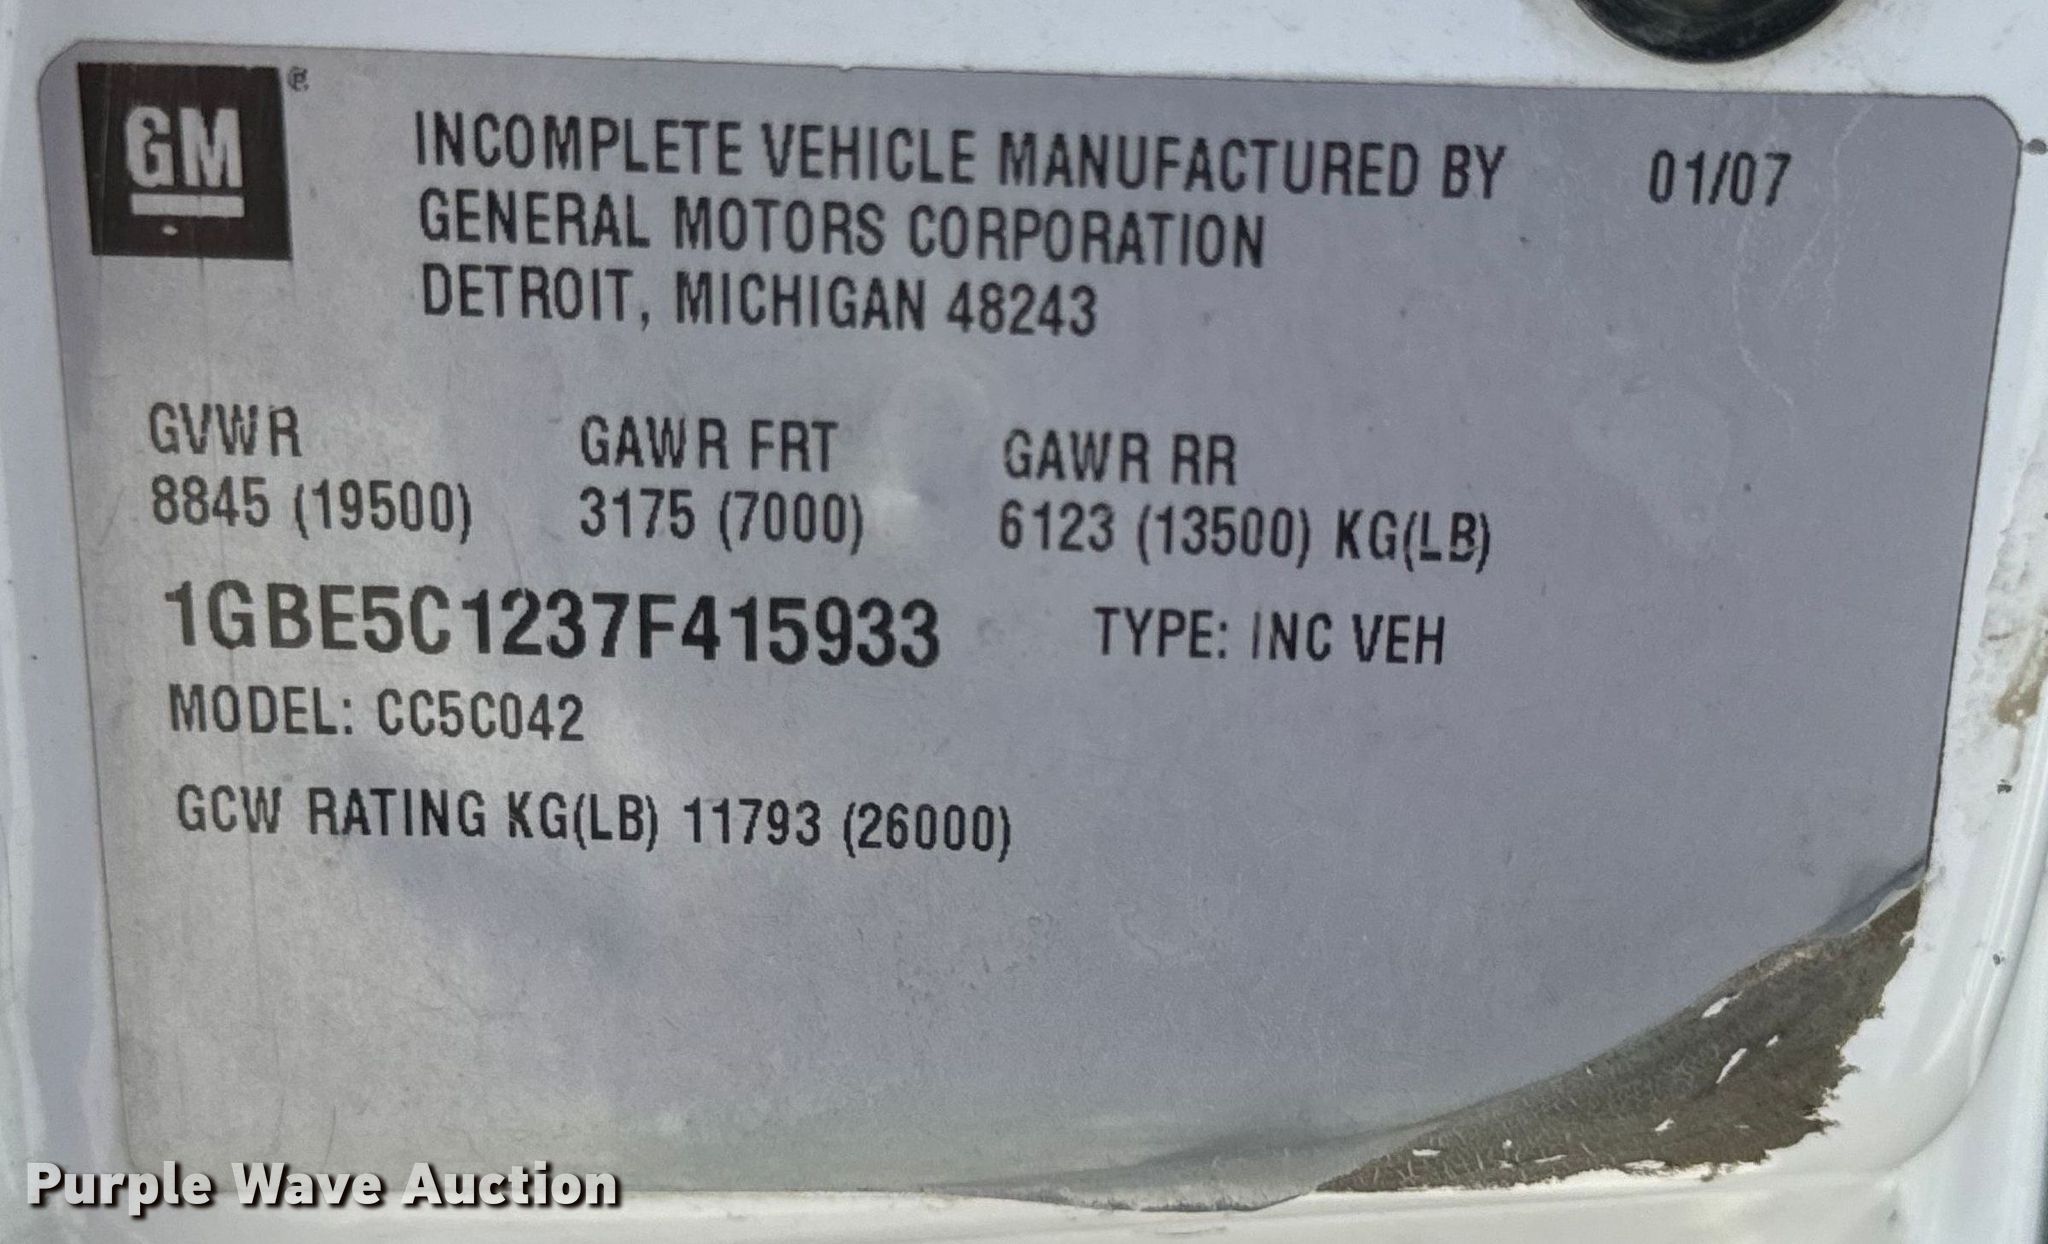 GM ®
INCOMPLETE VEHICLE MANUFACTURED BY 01/07
GENERAL MOTORS CORPORATION
DETROIT, MICHIGAN 48243
GVWR GAWR FRT GAWR RR
8845 (19500) 3175 (7000) 6123 (13500) KG(LB)
1GBE5C1237F415933 TYPE: INC VEH
MODEL: CC5C042
GCW RATING KG(LB) 11793 (26000)
Purple Wave Auction